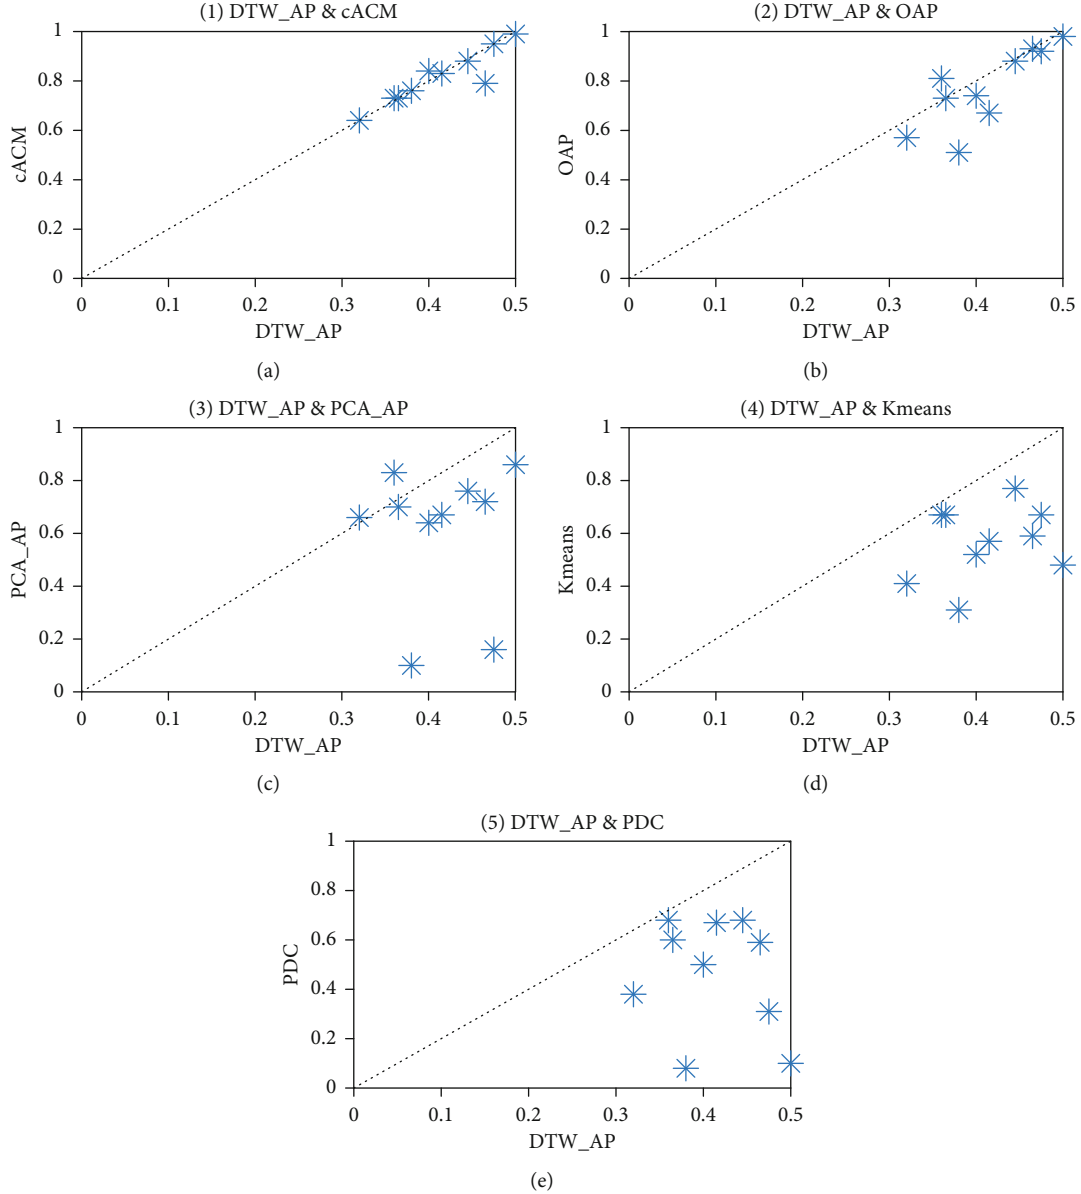 (1) DTW_AP & cACM
1
0.8
0.6
0.4
0.2
0
cACM
0 0.1 0.2 0.3 0.4 0.5
DTW_AP
(a)
(2) DTW_AP & OAP
1
0.8
0.6
0.4
0.2
0
OAP
0 0.1 0.2 0.3 0.4 0.5
DTW_AP
(b)
(3) DTW_AP & PCA_AP
1
0.8
0.6
0.4
0.2
0
PCA_AP
0 0.1 0.2 0.3 0.4 0.5
DTW_AP
(c)
(4) DTW_AP & Kmeans
1
0.8
0.6
0.4
0.2
0
Kmeans
0 0.1 0.2 0.3 0.4 0.5
DTW_AP
(d)
(5) DTW_AP & PDC
1
0.8
0.6
0.4
0.2
0
PDC
0 0.1 0.2 0.3 0.4 0.5
DTW_AP
(e)